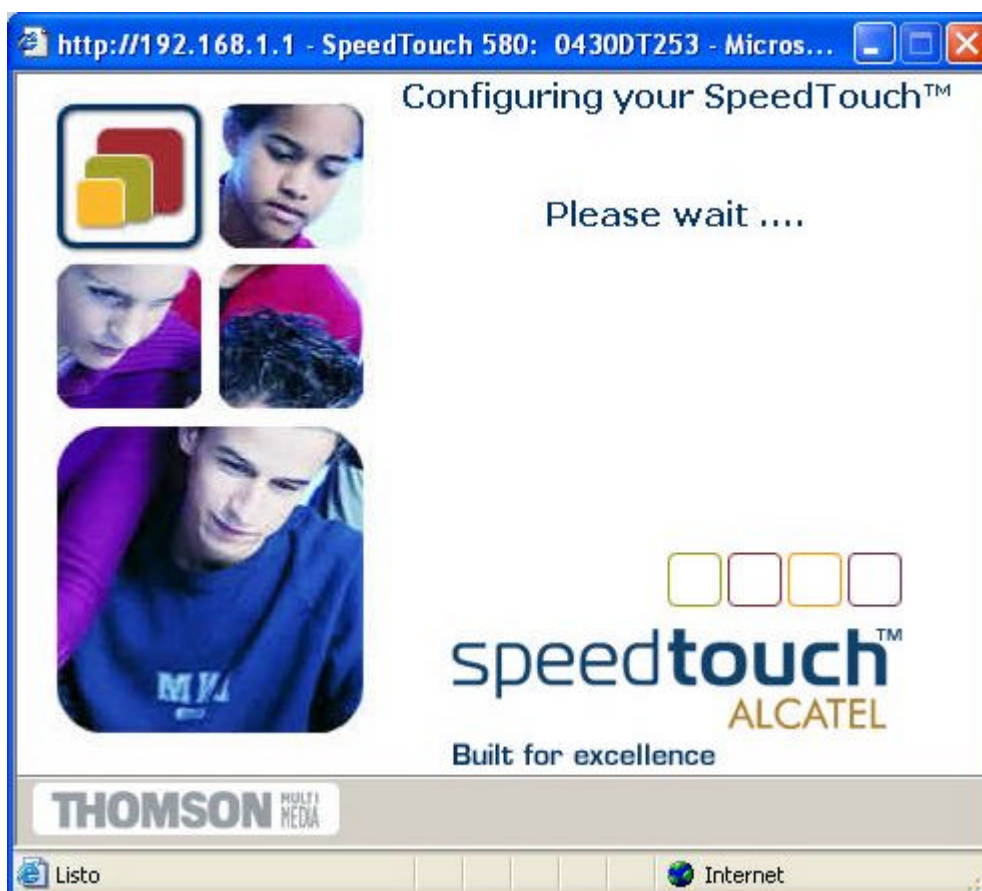 http://192.168.1.1 - SpeedTouch 580: 0430DT253 - Micros...
Configuring your SpeedTouch™
Please wait ....
speedtouch™
ALCATEL
Built for excellence
THOMSON MULTI MEDIA
Listo
Internet